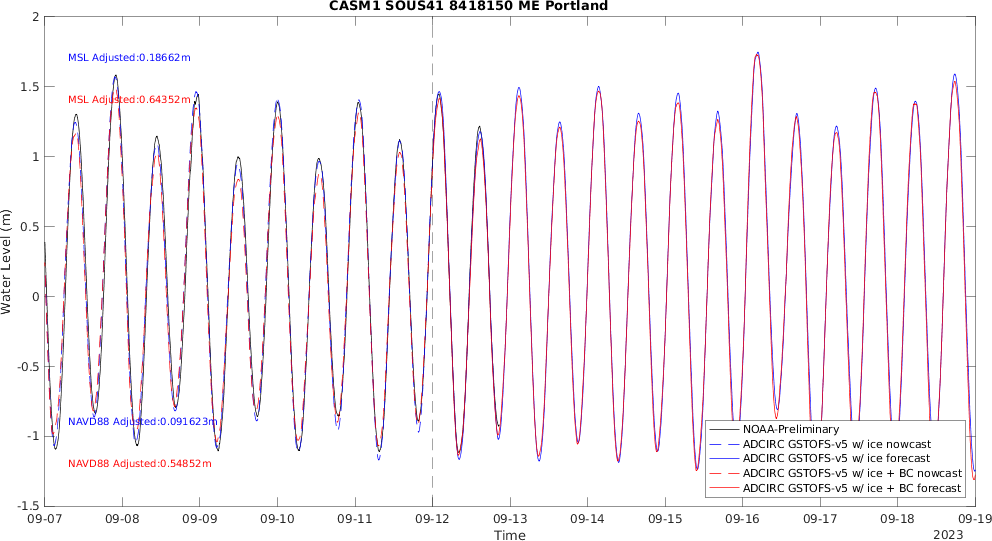 CASM1 SOUS41 8418150 ME Portland
Water Level (m)
2
1.5
1
0.5
0
-0.5
-1
-1.5
MSL Adjusted:0.18662m
MSL Adjusted:0.64352m
NAVD88 Adjusted:0.091623m
NAVD88 Adjusted:0.54852m
NOAA-Preliminary
ADCIRC GSTOFS-v5 w/ ice nowcast
ADCIRC GSTOFS-v5 w/ ice forecast
ADCIRC GSTOFS-v5 w/ ice + BC nowcast
ADCIRC GSTOFS-v5 w/ ice + BC forecast
09-07 09-08 09-09 09-10 09-11 09-12 09-13 09-14 09-15 09-16 09-17 09-18 09-19
Time
2023